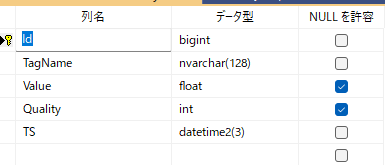 列名 データ型 NULL を許容
Id bigint
TagName nvarchar(128)
Value float
Quality int
TS datetime2(3)